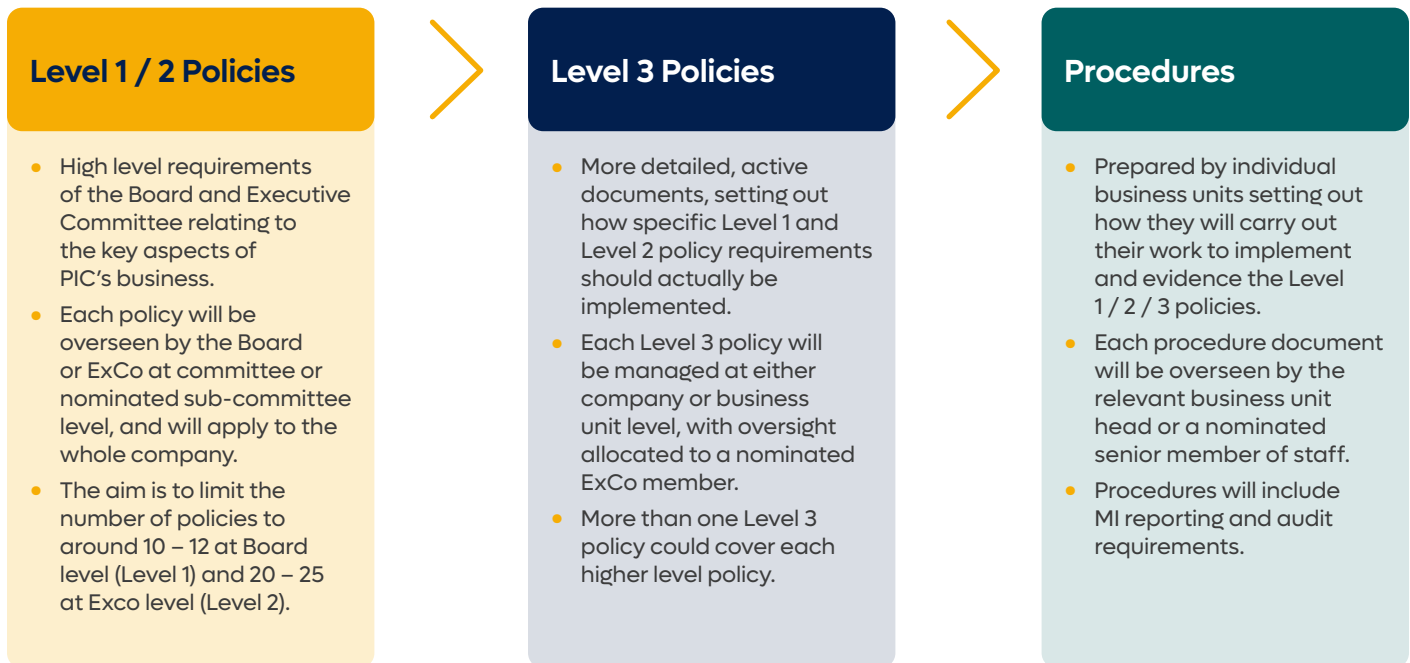 Level 1 / 2 Policies
• High level requirements
of the Board and Executive
Committee relating to
the key aspects of
PIC's business.
• Each policy will be
overseen by the Board
or ExCo at committee or
nominated sub-committee
level, and will apply to the
whole company.
• The aim is to limit the
number of policies to
around 10 – 12 at Board
level (Level 1) and 20 – 25
at Exco level (Level 2).
Level 3 Policies
• More detailed, active
documents, setting out
how specific Level 1 and
Level 2 policy requirements
should actually be
implemented.
• Each Level 3 policy will
be managed at either
company or business
unit level, with oversight
allocated to a nominated
ExCo member.
• More than one Level 3
policy could cover each
higher level policy.
Procedures
• Prepared by individual
business units setting out
how they will carry out
their work to implement
and evidence the Level
1 / 2 / 3 policies.
• Each procedure document
will be overseen by the
relevant business unit
head or a nominated
senior member of staff.
• Procedures will include
MI reporting and audit
requirements.